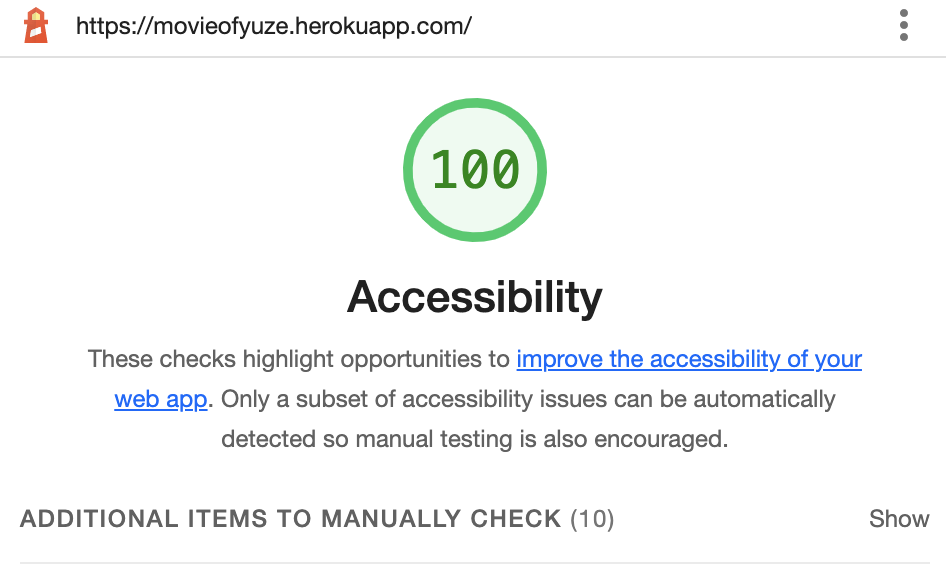 https://movieofyuze.herokuapp.com/
100
Accessibility
These checks highlight opportunities to improve the accessibility of your
web app. Only a subset of accessibility issues can be automatically
detected so manual testing is also encouraged.
ADDITIONAL ITEMS TO MANUALLY CHECK (10) Show